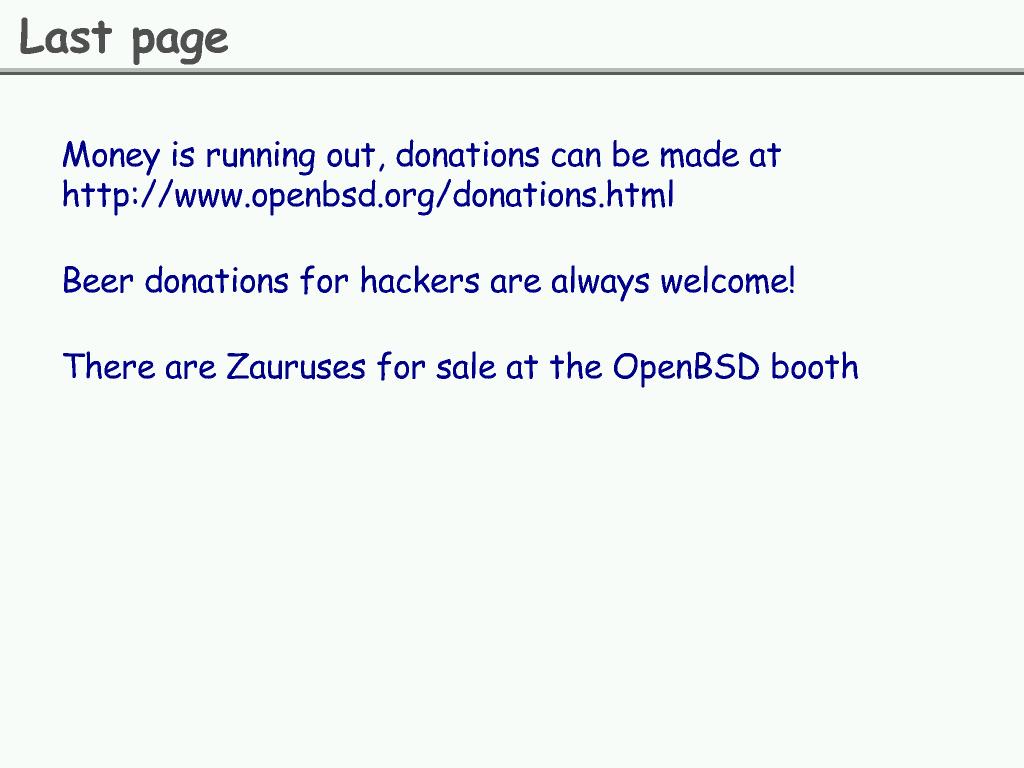 Last page
Money is running out, donations can be made at
http://www.openbsd.org/donations.html
Beer donations for hackers are always welcome!
There are Zauruses for sale at the OpenBSD booth